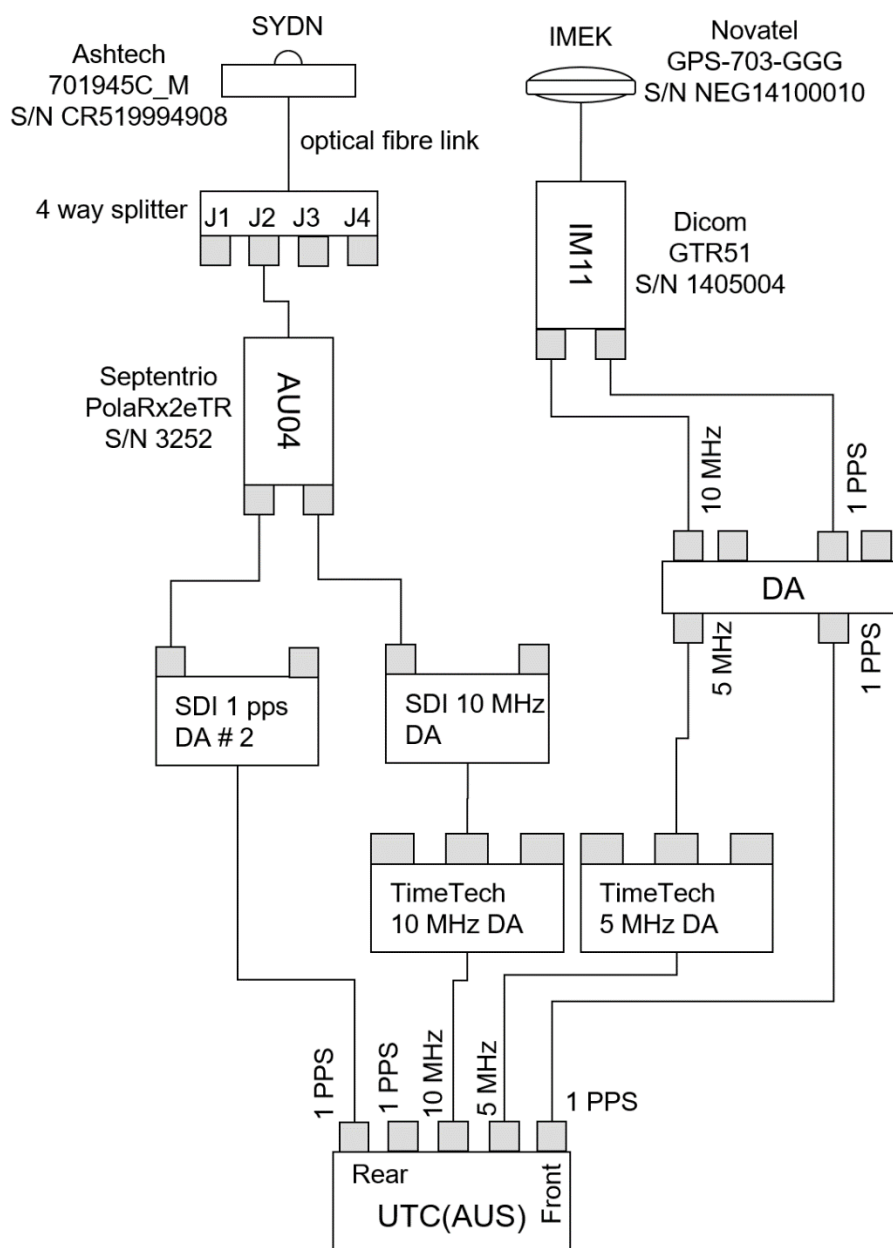 SYDN
Ashtech
701945C_M
S/N CR519994908
optical fibre link
4 way splitter
J1 J2 J3 J4
IMEK
Novatel
GPS-703-GGG
S/N NEG14100010
IM11
Dicom
GTR51
S/N 1405004
Septentrio
PolaRx2eTR
S/N 3252
AU04
10 MHz
1 PPS
DA
5 MHz
1 PPS
SDI 1 pps
DA # 2
SDI 10 MHz
DA
TimeTech
10 MHz DA
TimeTech
5 MHz DA
1 PPS
1 PPS
10 MHz
5 MHz
1 PPS
Rear
Front
UTC(AUS)